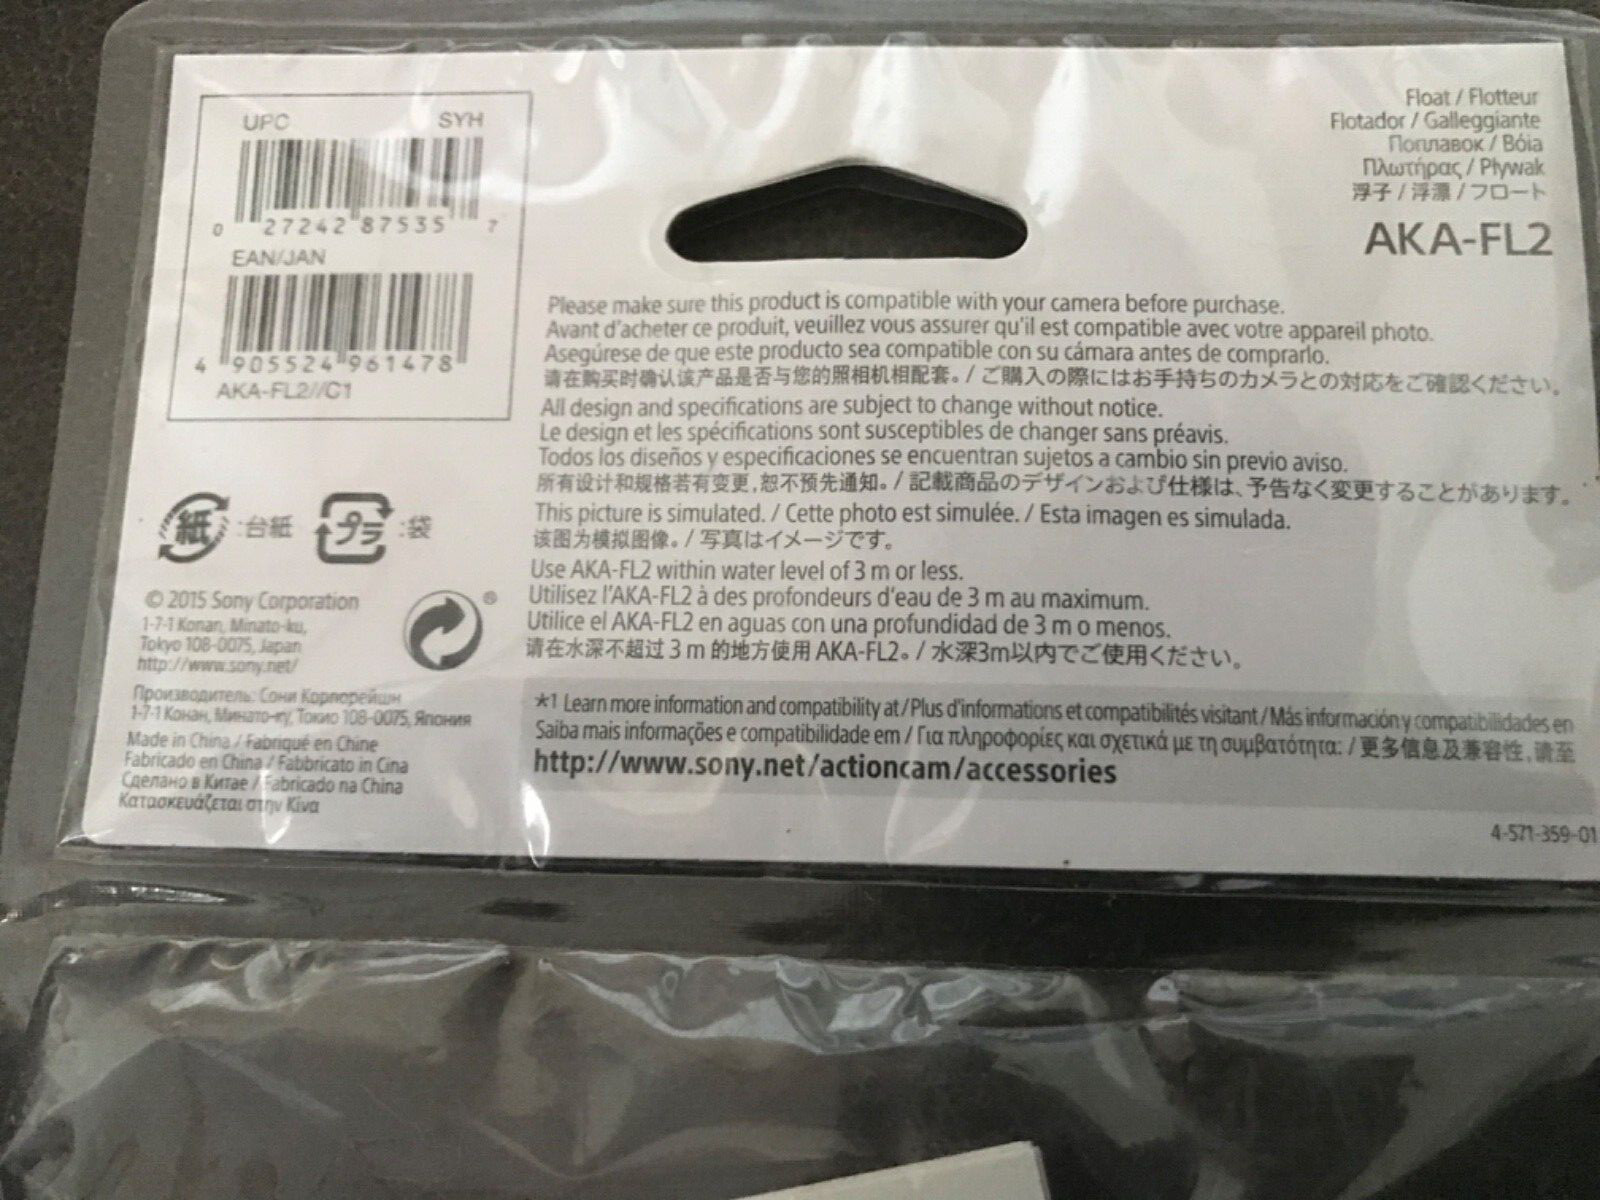 UPC SYH
0 27242 87535 7
EAN/JAN
4 905524 961478
AKA-FL2//C1
Float / Flotteur
Flotador / Galleggiante
Поплавок / Bóia
Πλωτήρας / Pływak
浮子 / 浮漂 / フロート
AKA-FL2
Please make sure this product is compatible with your camera before purchase.
Avant d'acheter ce produit, veuillez vous assurer qu'il est compatible avec votre appareil photo.
Asegúrese de que este producto sea compatible con su cámara antes de comprarlo.
请在购买时确认该产品是否与您的照相机相配套。/ ご購入の際にはお手持ちのカメラとの対応をご確認ください。
All design and specifications are subject to change without notice.
Le design et les spécifications sont susceptibles de changer sans préavis.
Todos los diseños y especificaciones se encuentran sujetos a cambio sin previo aviso.
所有设计和规格若有变更,恕不预先通知。/ 記載商品のデザインおよび仕様は、予告なく変更することがあります。
This picture is simulated. / Cette photo est simulée. / Esta imagen es simulada.
该图为模拟图像。/ 写真はイメージです。
Use AKA-FL2 within water level of 3 m or less.
Utilisez l'AKA-FL2 à des profondeurs d'eau de 3 m au maximum.
Utilice el AKA-FL2 en aguas con una profundidad de 3 m o menos.
请在水深不超过 3 m 的地方使用 AKA-FL2。/ 水深3m以内でご使用ください。
紙 :台紙 プラ :袋
© 2015 Sony Corporation
1-7-1 Konan, Minato-ku,
Tokyo 108-0075, Japan
http://www.sony.net/
®
Производитель: Сони Корпорейшн
1-7-1 Конан, Минато-ку, Токио 108-0075, Япония
Made in China / Fabriqué en Chine
Fabricado en China / Fabbricato in Cina
Сделано в Китае / Fabricado na China
Κατασκευάζεται στην Κίνα
*1 Learn more information and compatibility at / Plus d'informations et compatibilités visitant / Más información y compatibilidades en
Saiba mais informações e compatibilidade em / Για πληροφορίες και σχετικά με τη συμβατότητα: / 更多信息及兼容性,请至
http://www.sony.net/actioncam/accessories
4-571-359-01